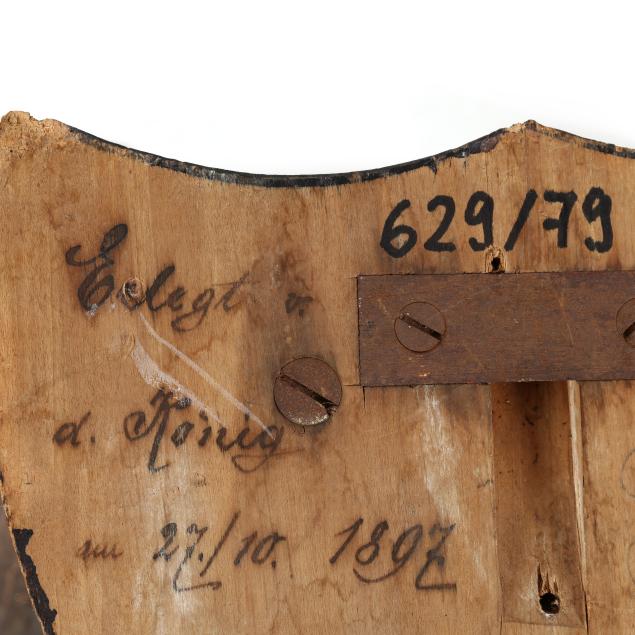 629/79
Erlegt v.
d. König
am 27./10. 1897